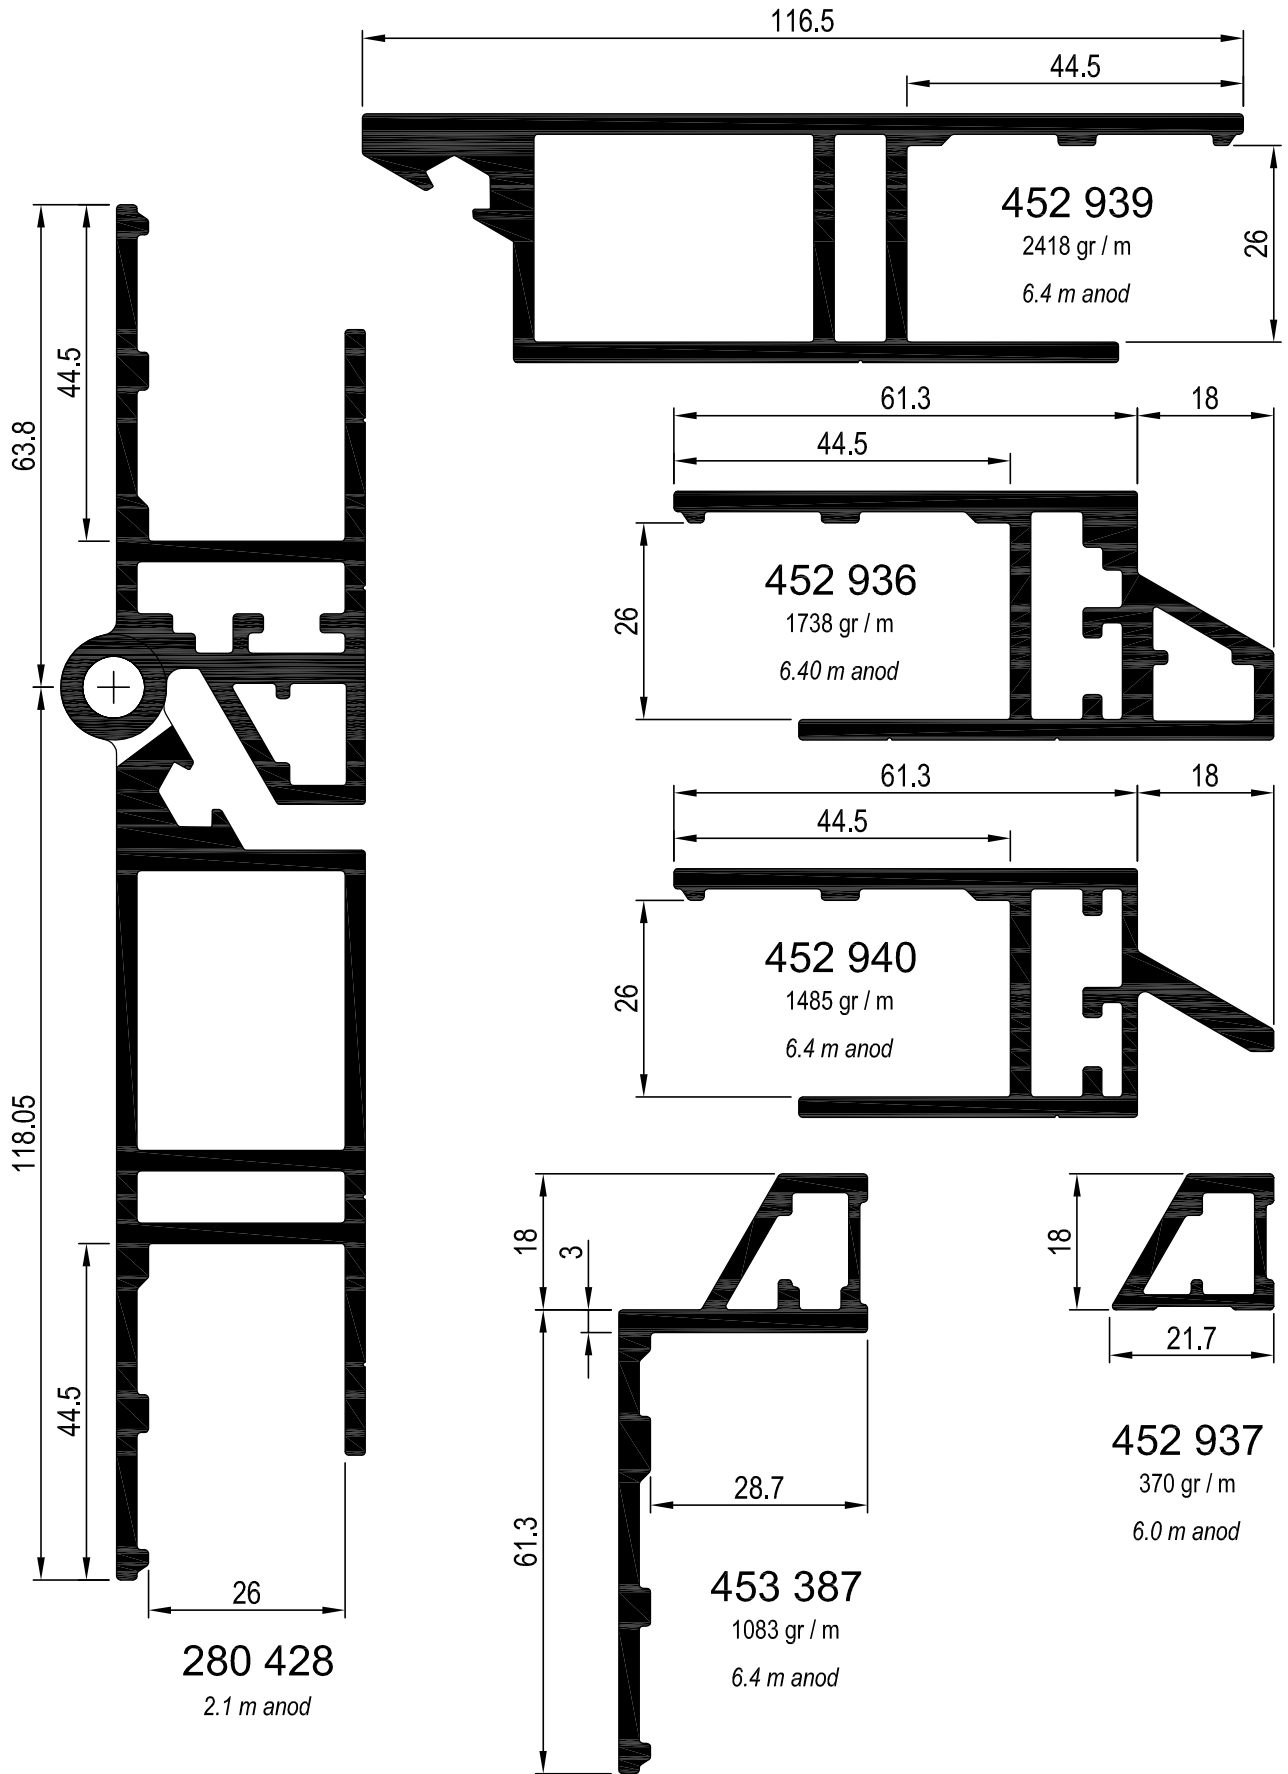 116.5
44.5
452 939
2418 gr / m
6.4 m anod
26
63.8
44.5
118.05
44.5
26
280 428
2.1 m anod
61.3
18
44.5
26
452 936
1738 gr / m
6.40 m anod
61.3
18
44.5
26
452 940
1485 gr / m
6.4 m anod
18
3
61.3
28.7
453 387
1083 gr / m
6.4 m anod
18
21.7
452 937
370 gr / m
6.0 m anod